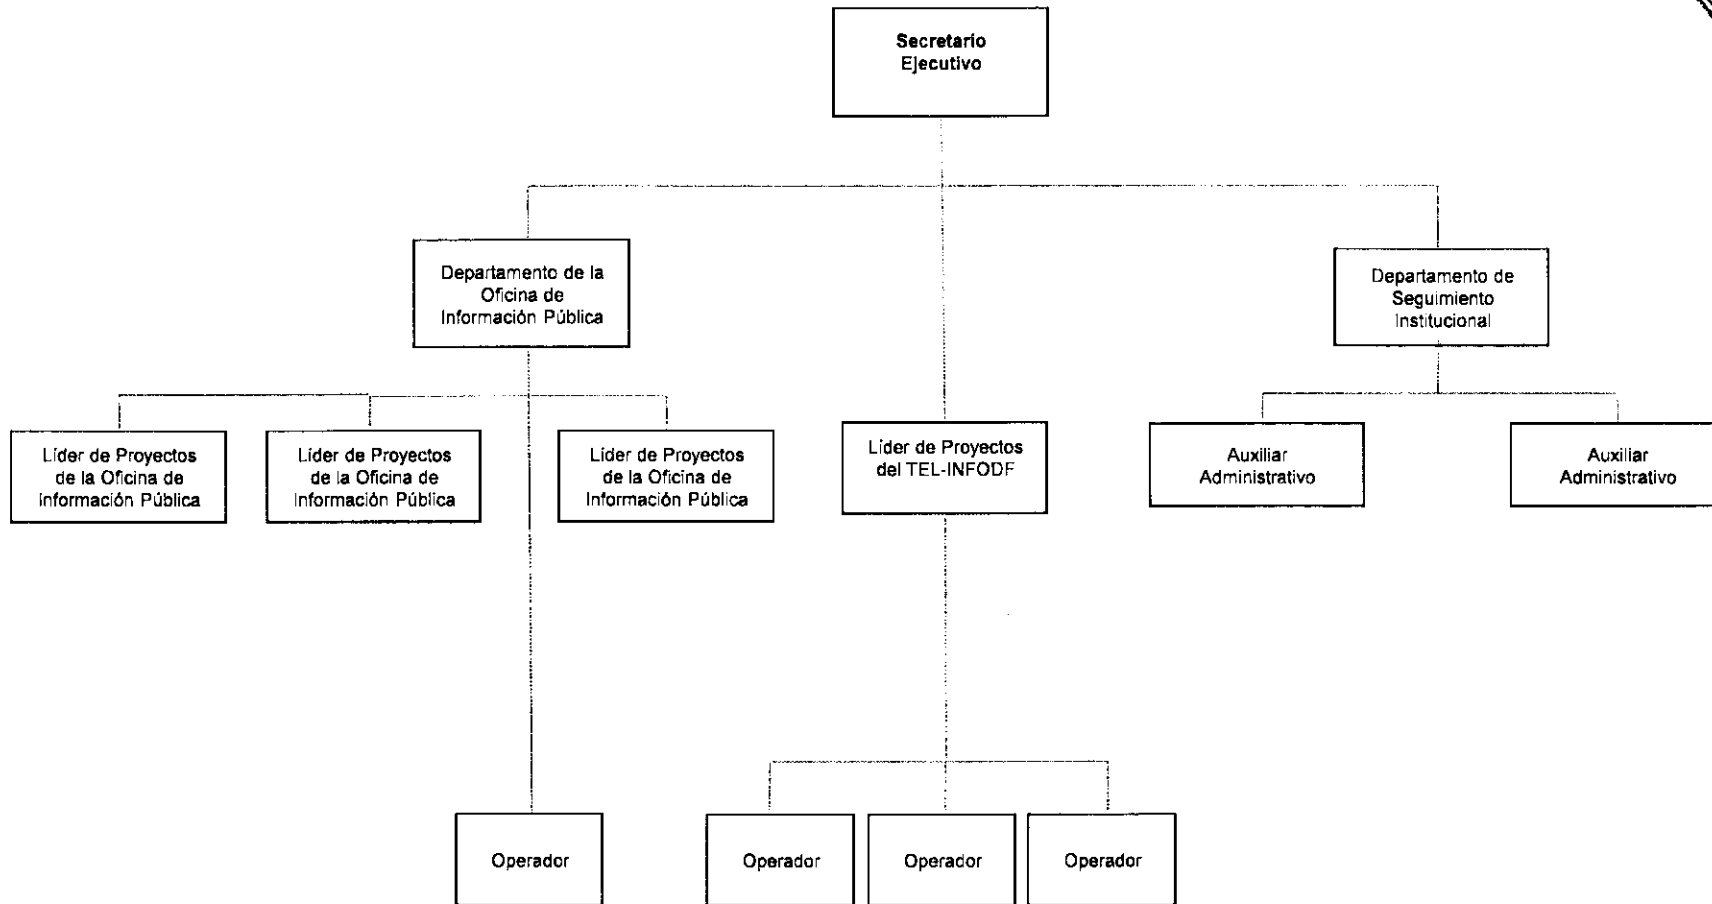 Secretario
Ejecutivo
Departamento de la
Oficina de
Información Pública
Departamento de
Seguimiento
Institucional
Líder de Proyectos
de la Oficina de
Información Pública
Líder de Proyectos
de la Oficina de
Información Pública
Líder de Proyectos
de la Oficina de
Información Pública
Líder de Proyectos
del TEL-INFODF
Auxiliar
Administrativo
Auxiliar
Administrativo
Operador
Operador
Operador
Operador